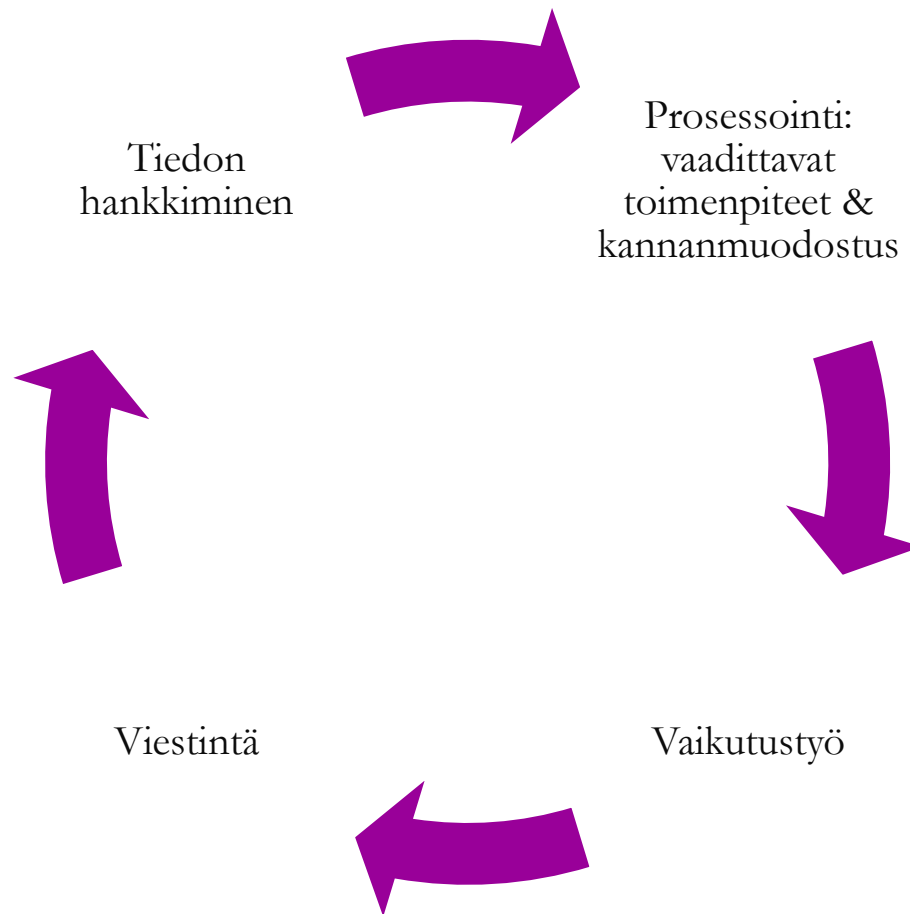 Tiedon
hankkiminen
Prosessointi:
vaadittavat
toimenpiteet &
kannanmuodostus
Viestintä
Vaikutustyö